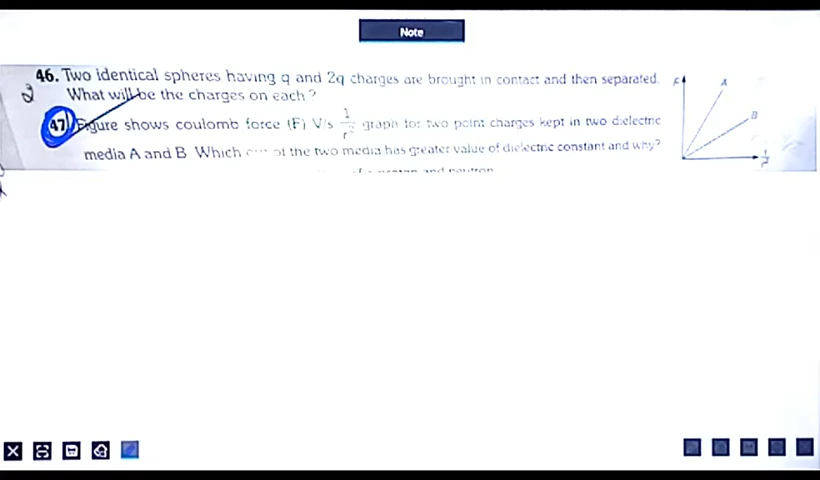 Note
46. Two identical spheres having q and 2q charges are brought in contact and then separated.
What will be the charges on each ?
47. Figure shows coulomb force (F) V/s 1/r² graph for two point charges kept in two dielectric
media A and B Which of the two media has greater value of dielectric constant and why?
and neutron
F
A
B
1/r²